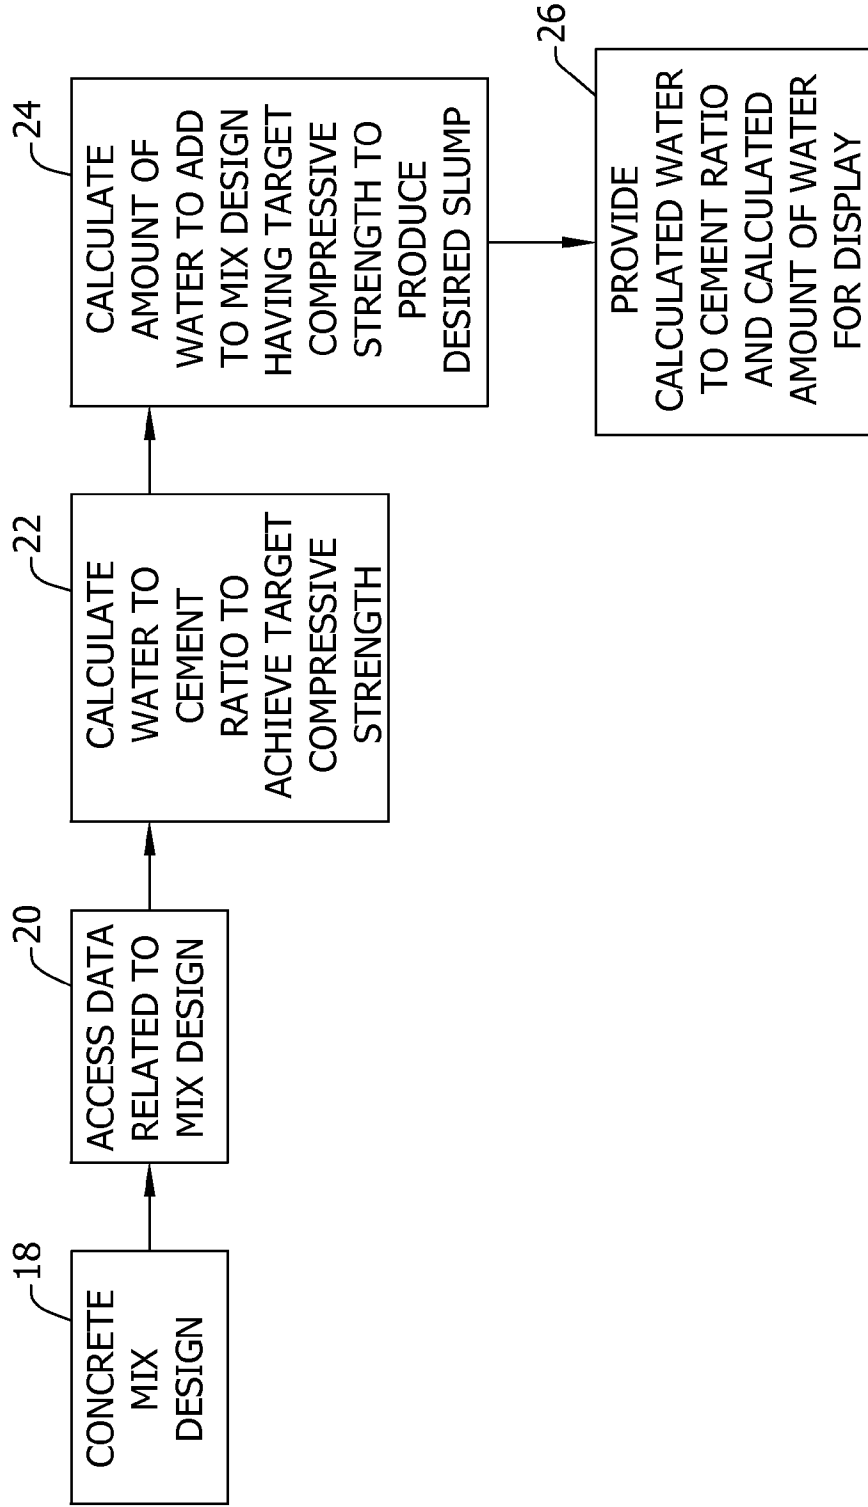 18
CONCRETE
MIX
DESIGN
20
ACCESS DATA
RELATED TO
MIX DESIGN
22
CALCULATE
WATER TO
CEMENT
RATIO TO
ACHIEVE TARGET
COMPRESSIVE
STRENGTH
24
CALCULATE
AMOUNT OF
WATER TO ADD
TO MIX DESIGN
HAVING TARGET
COMPRESSIVE
STRENGTH TO
PRODUCE
DESIRED SLUMP
26
PROVIDE
CALCULATED WATER
TO CEMENT RATIO
AND CALCULATED
AMOUNT OF WATER
FOR DISPLAY